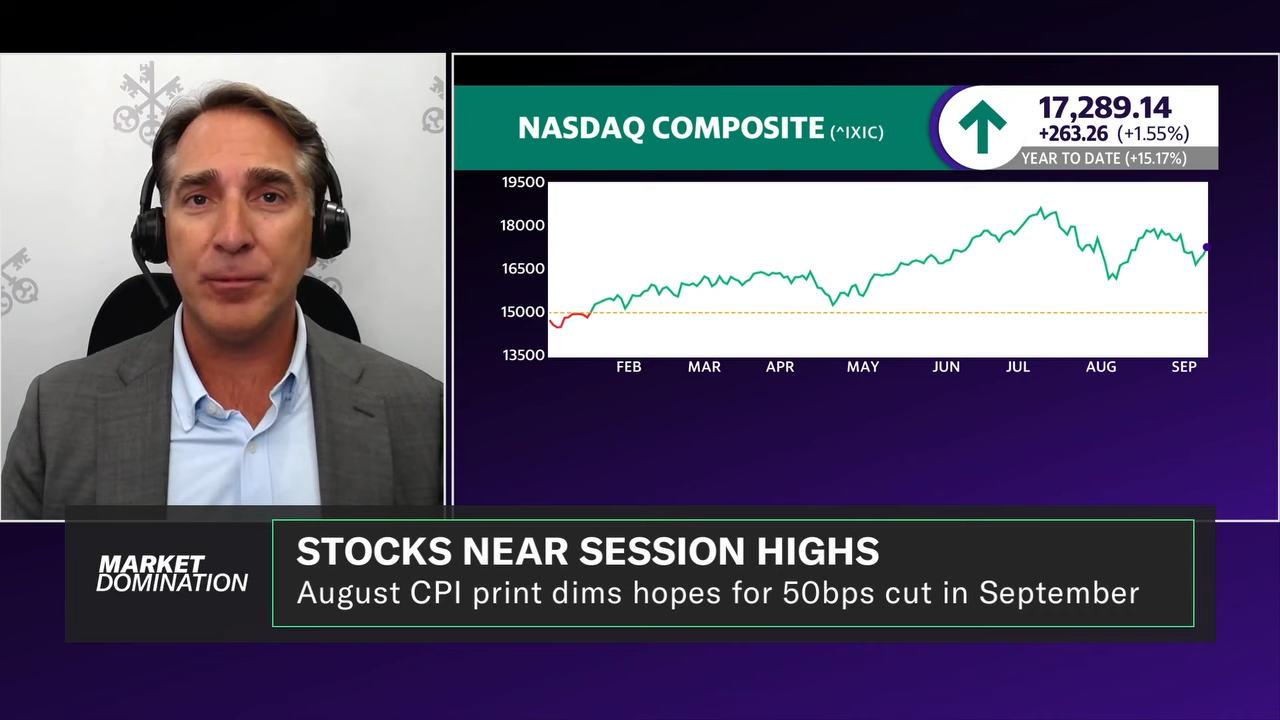 NASDAQ COMPOSITE (^IXIC)
17,289.14
+263.26 (+1.55%)
YEAR TO DATE (+15.17%)
19500
18000
16500
15000
13500
FEB MAR APR MAY JUN JUL AUG SEP
MARKET
DOMINATION
STOCKS NEAR SESSION HIGHS
August CPI print dims hopes for 50bps cut in September